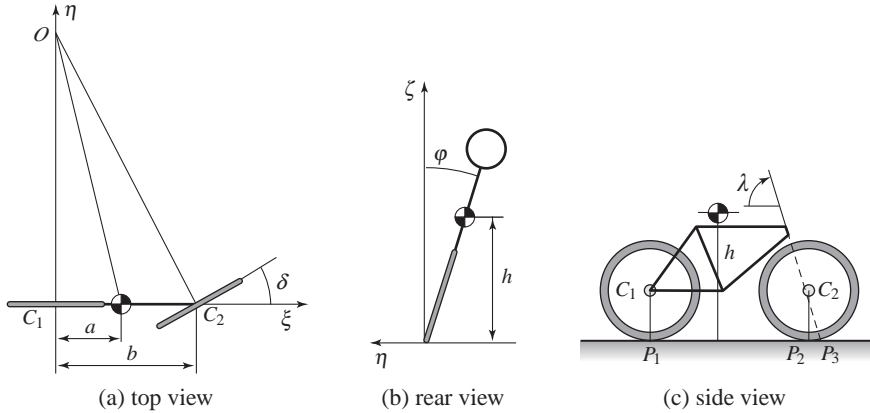 η
O
δ
C₁
C₂
ξ
a
b
(a) top view
ζ
φ
h
η
(b) rear view
λ
h
C₁
C₂
P₁
P₂ P₃
(c) side view